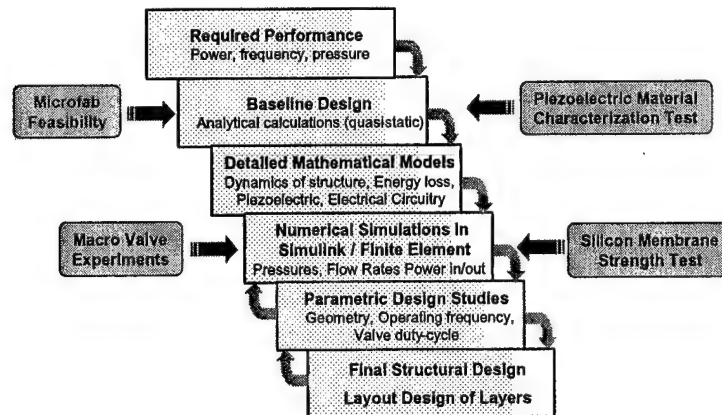 Required Performance
Power, frequency, pressure
Microfab
Feasibility
Baseline Design
Analytical calculations (quasistatic)
Piezoelectric Material
Characterization Test
Detailed Mathematical Models
Dynamics of structure, Energy loss,
Piezoelectric, Electrical Circuitry
Macro Valve
Experiments
Numerical Simulations in
Simulink / Finite Element
Pressures, Flow Rates Power in/out
Silicon Membrane
Strength Test
Parametric Design Studies
Geometry, Operating frequency,
Valve duty-cycle
Final Structural Design
Layout Design of Layers